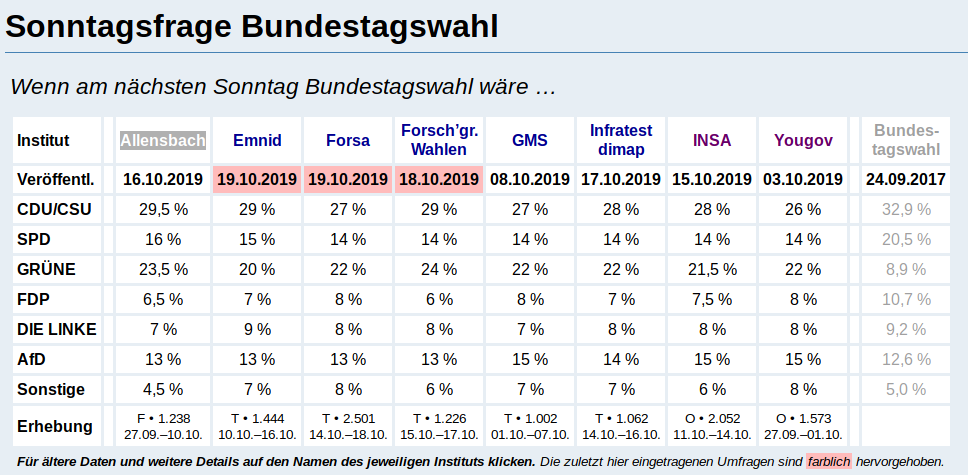 Sonntagsfrage Bundestagswahl
Wenn am nächsten Sonntag Bundestagswahl wäre …
Institut Allensbach Emnid Forsa Forsch’gr. Wahlen GMS Infratest dimap INSA Yougov Bundes- tagswahl
Veröffentl. 16.10.2019 19.10.2019 19.10.2019 18.10.2019 08.10.2019 17.10.2019 15.10.2019 03.10.2019 24.09.2017
CDU/CSU 29,5 % 29 % 27 % 29 % 27 % 28 % 28 % 26 % 32,9 %
SPD 16 % 15 % 14 % 14 % 14 % 14 % 14 % 14 % 20,5 %
GRÜNE 23,5 % 20 % 22 % 24 % 22 % 22 % 21,5 % 22 % 8,9 %
FDP 6,5 % 7 % 8 % 6 % 8 % 7 % 7,5 % 8 % 10,7 %
DIE LINKE 7 % 9 % 8 % 8 % 7 % 8 % 8 % 8 % 9,2 %
AfD 13 % 13 % 13 % 13 % 15 % 14 % 15 % 15 % 12,6 %
Sonstige 4,5 % 7 % 8 % 6 % 7 % 7 % 6 % 8 % 5,0 %
Erhebung F • 1.238 27.09.–10.10. T • 1.444 10.10.–16.10. T • 2.501 14.10.–18.10. T • 1.226 15.10.–17.10. T • 1.002 01.10.–07.10. T • 1.062 14.10.–16.10. O • 2.052 11.10.–14.10. O • 1.573 27.09.–01.10.
Für ältere Daten und weitere Details auf den Namen des jeweiligen Instituts klicken. Die zuletzt hier eingetragenen Umfragen sind farblich hervorgehoben.